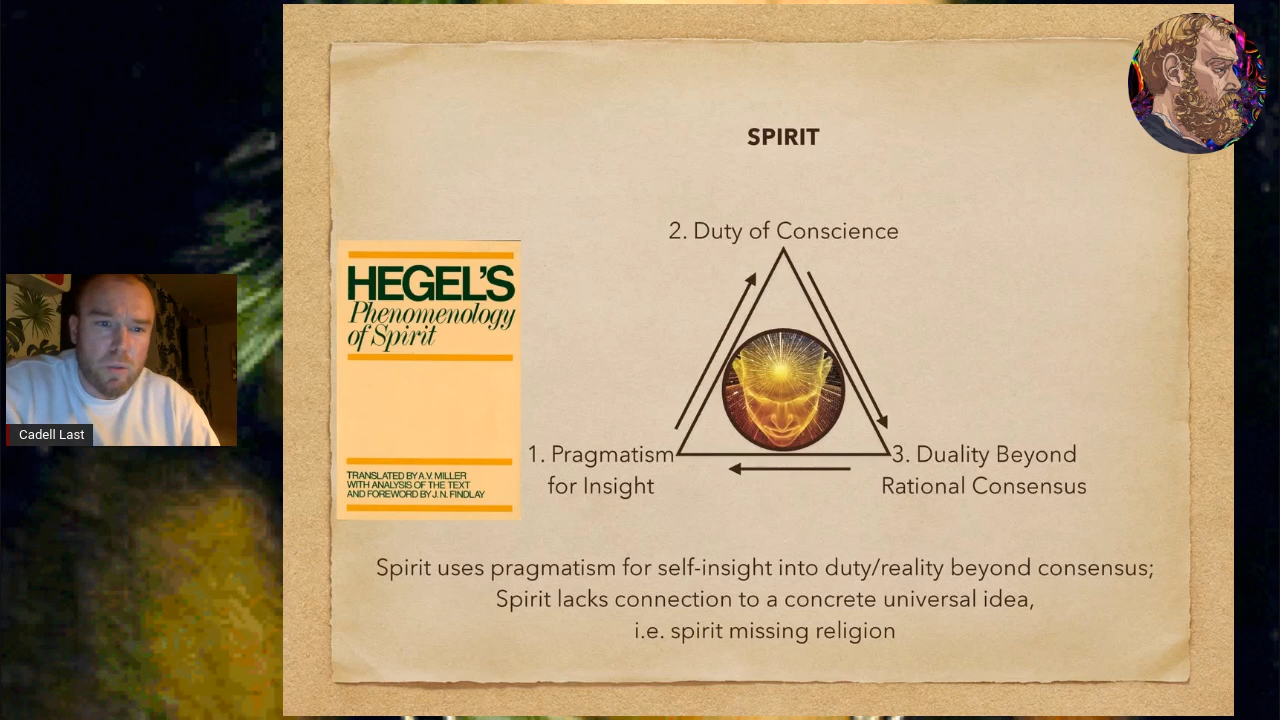 SPIRIT
2. Duty of Conscience
HEGEL'S
Phenomenology
of Spirit
TRANSLATED BY A.V. MILLER
WITH ANALYSIS OF THE TEXT
AND FOREWORD BY J.N. FINDLAY
Cadell Last
1. Pragmatism
for Insight
3. Duality Beyond
Rational Consensus
Spirit uses pragmatism for self-insight into duty/reality beyond consensus;
Spirit lacks connection to a concrete universal idea,
i.e. spirit missing religion